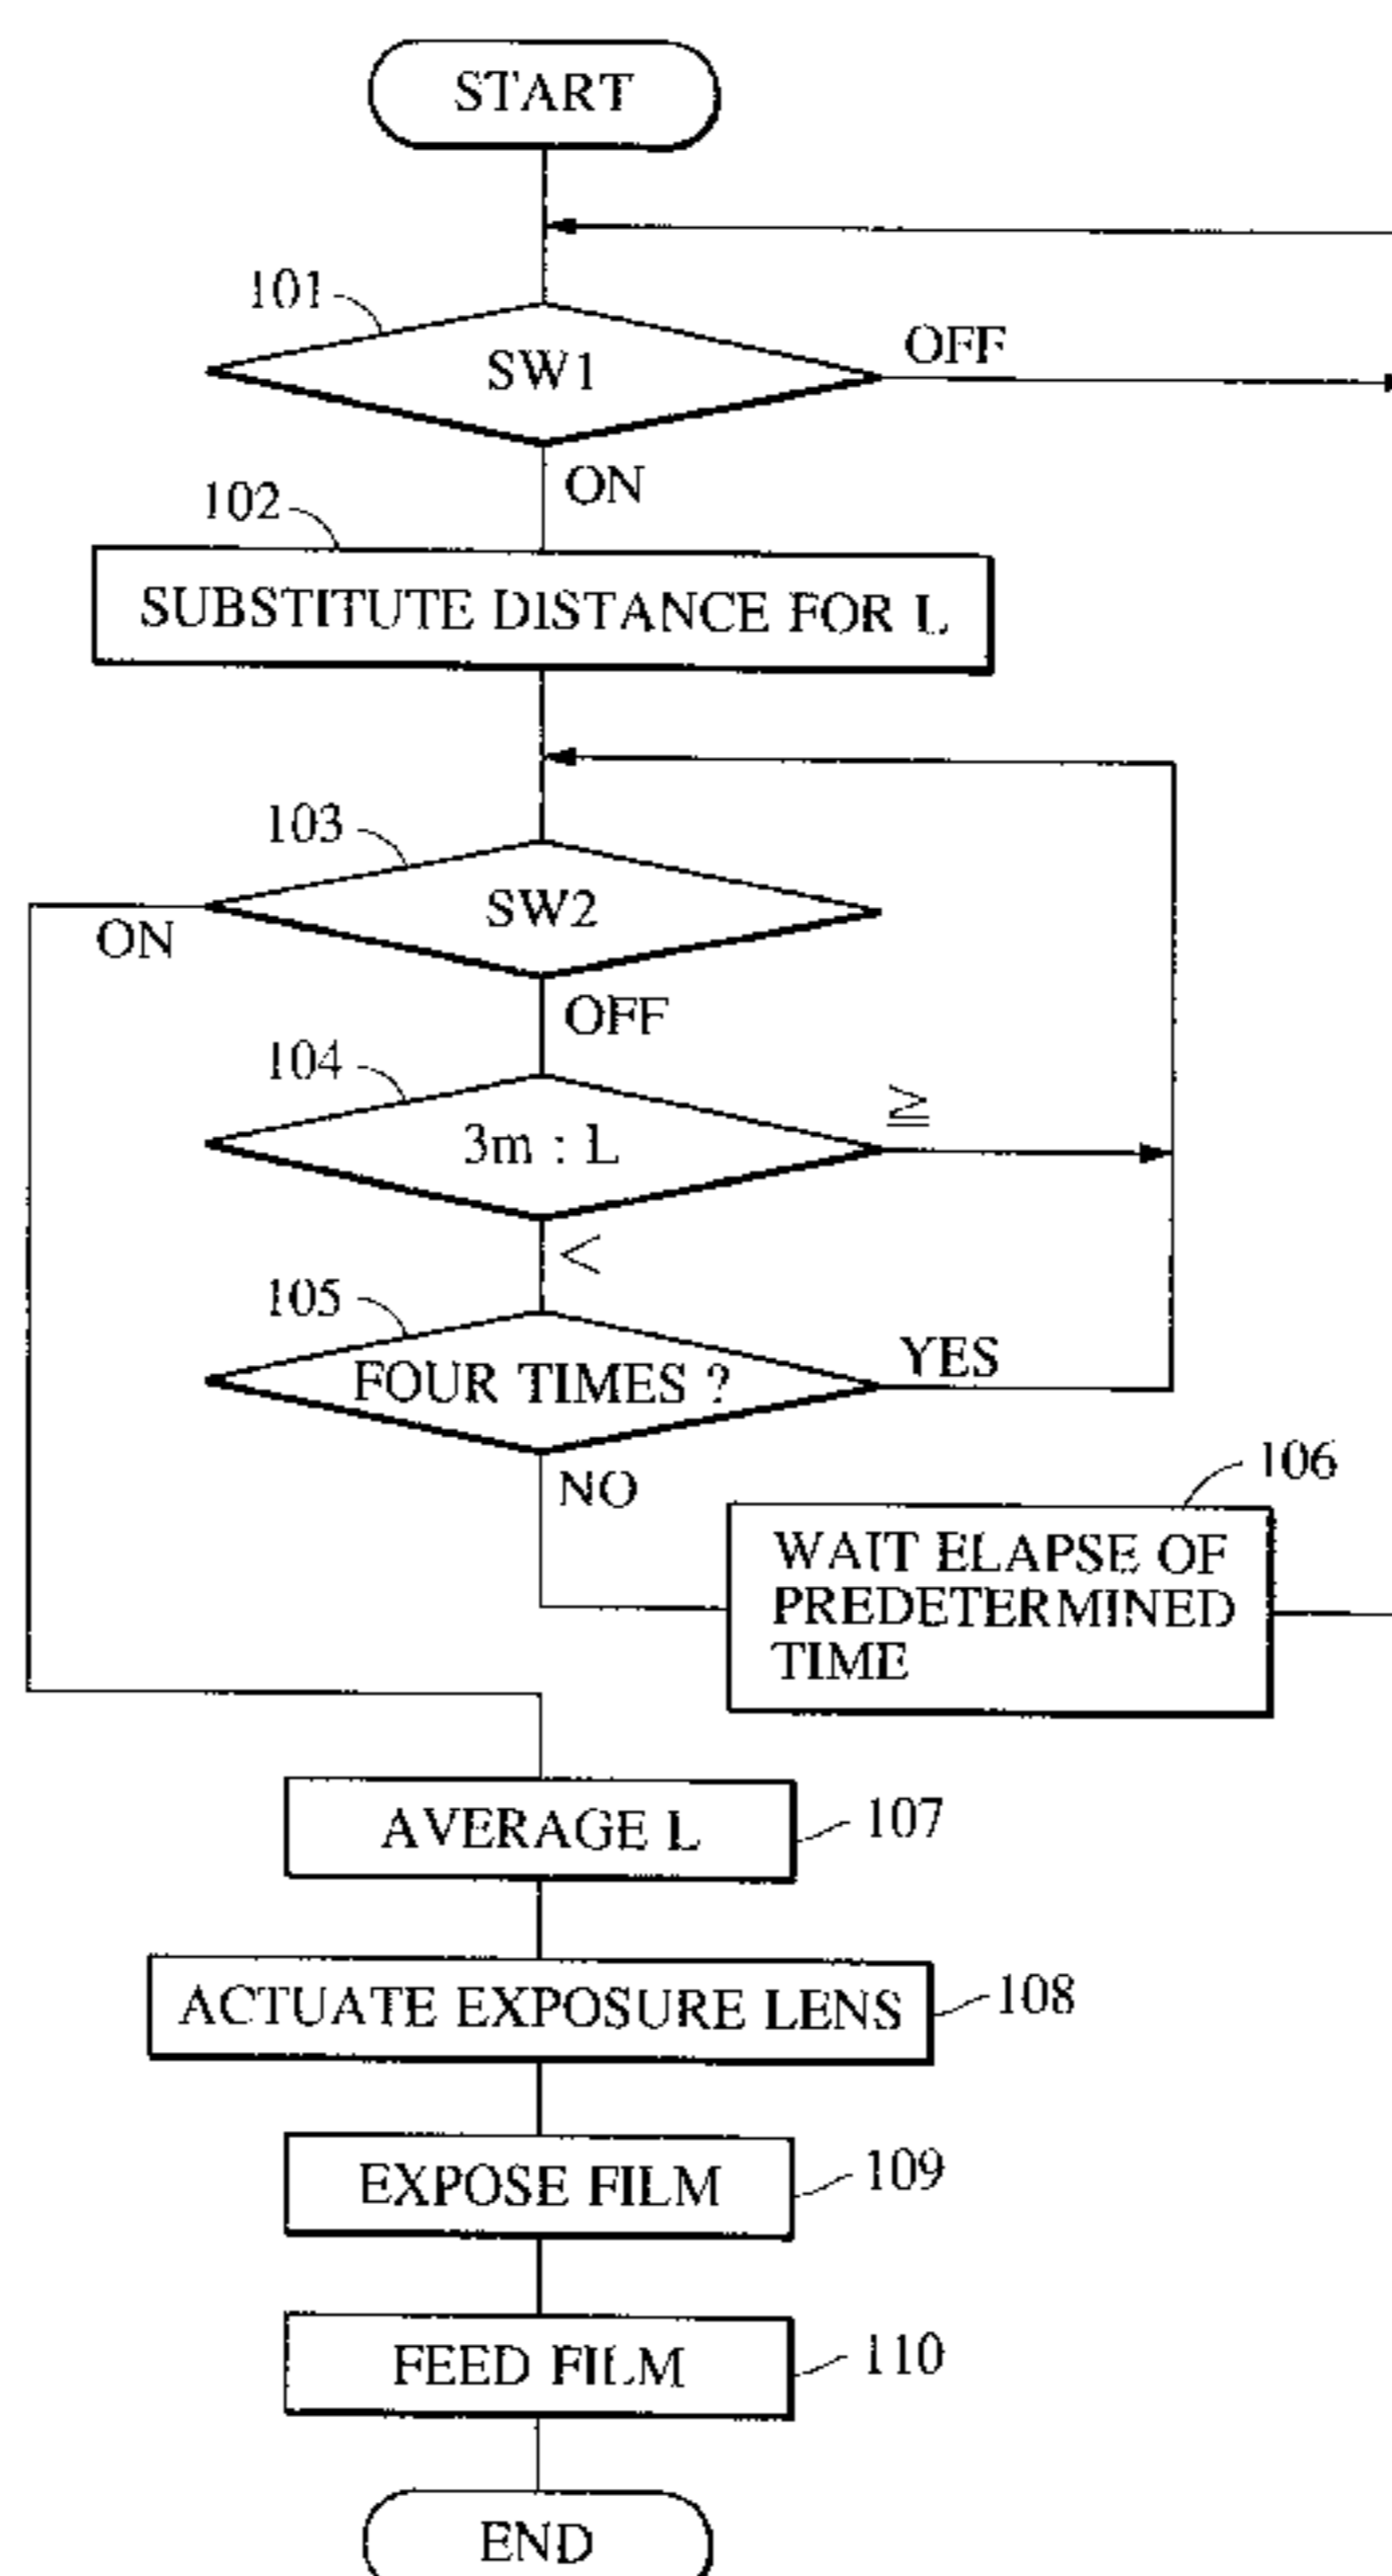 START
101
SW1
OFF
ON
102
SUBSTITUTE DISTANCE FOR L
103
SW2
ON
OFF
104
3m : L
≧
<
105
FOUR TIMES ?
YES
NO
106
WAIT ELAPSE OF
PREDETERMINED
TIME
AVERAGE L
107
ACTUATE EXPOSURE LENS
108
EXPOSE FILM
109
FEED FILM
110
END